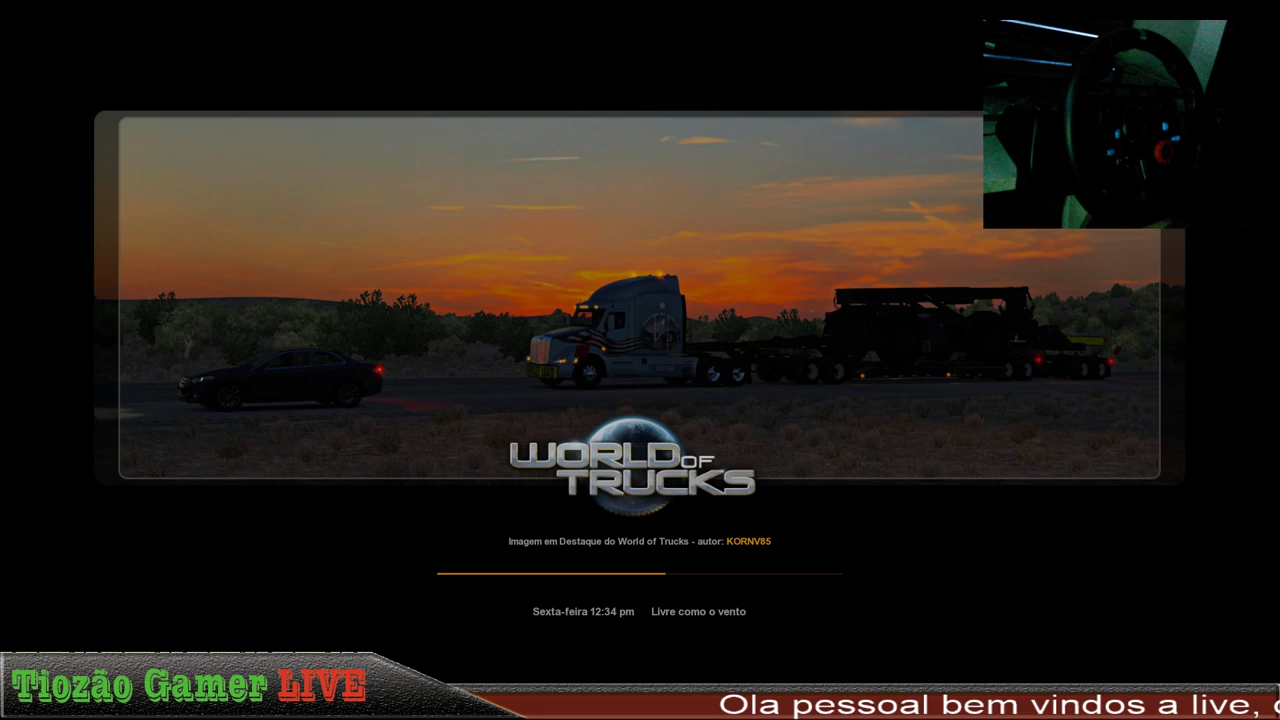 WORLD OF
TRUCKS
Imagem em Destaque do World of Trucks - autor: KORNV85
Sexta-feira 12:34 pm Livre como o vento
Tiozão Gamer LIVE
Ola pessoal bem vindos a live,